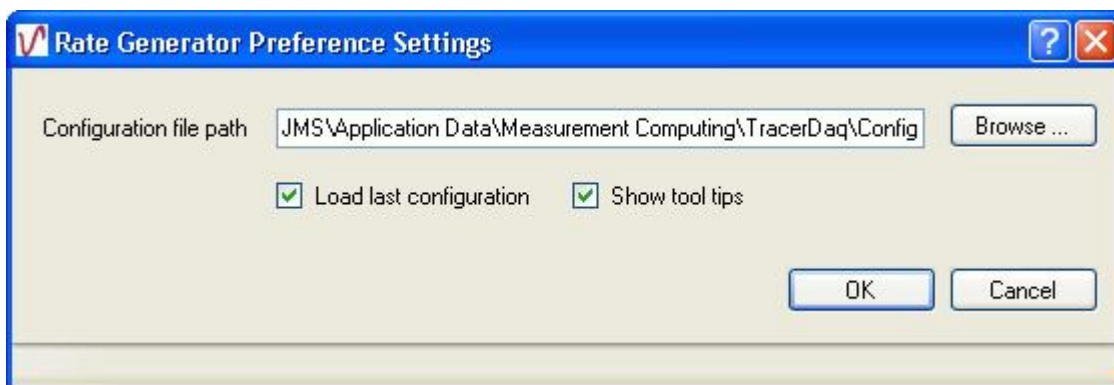 Rate Generator Preference Settings
Configuration file path JMS\Application Data\Measurement Computing\TracerDaq\Config Browse ...
Load last configuration Show tool tips
OK Cancel